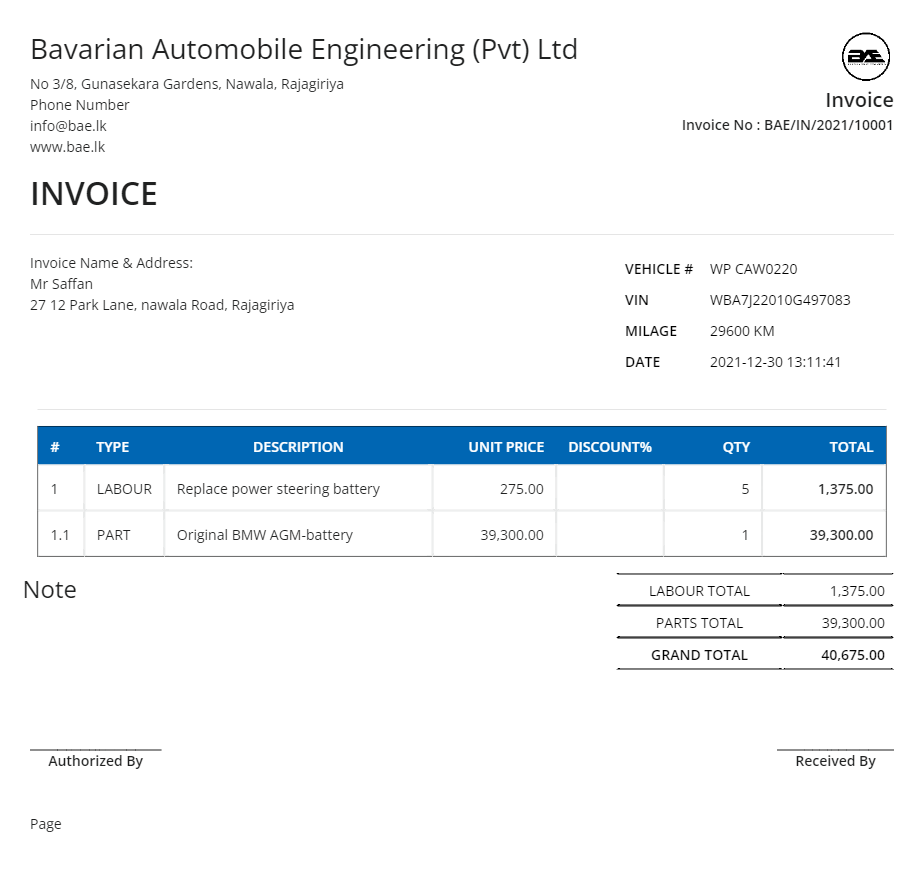 Bavarian Automobile Engineering (Pvt) Ltd
No 3/8, Gunasekara Gardens, Nawala, Rajagiriya
Phone Number
info@bae.lk
www.bae.lk
BAE
Invoice
Invoice No : BAE/IN/2021/10001
INVOICE
Invoice Name & Address:
Mr Saffan
27 12 Park Lane, nawala Road, Rajagiriya
VEHICLE # WP CAW0220
VIN WBA7J22010G497083
MILAGE 29600 KM
DATE 2021-12-30 13:11:41
# TYPE DESCRIPTION UNIT PRICE DISCOUNT% QTY TOTAL
1 LABOUR Replace power steering battery 275.00 5 1,375.00
1.1 PART Original BMW AGM-battery 39,300.00 1 39,300.00
Note
LABOUR TOTAL 1,375.00
PARTS TOTAL 39,300.00
GRAND TOTAL 40,675.00
Authorized By
Received By
Page